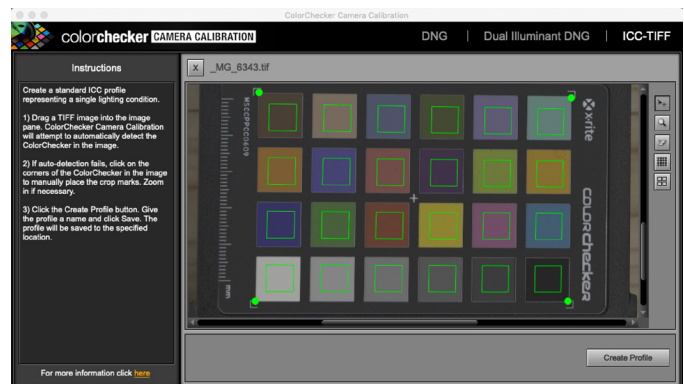 ColorChecker Camera Calibration
colorchecker CAMERA CALIBRATION
DNG | Dual Illuminant DNG | ICC-TIFF
Instructions
Create a standard ICC profile
representing a single lighting condition.
1) Drag a TIFF image into the image
pane. ColorChecker Camera Calibration
will attempt to automatically detect the
ColorChecker in the image.
2) If auto-detection fails, click on the
corners of the ColorChecker in the image
to manually place the crop marks. Zoom
in if necessary.
3) Click the Create Profile button. Give
the profile a name and click Save. The
profile will be saved to the specified
location.
For more information click here
X _MG_6343.tif
MSCCPPCC0609
mm
x-rite
colorchecker
Create Profile